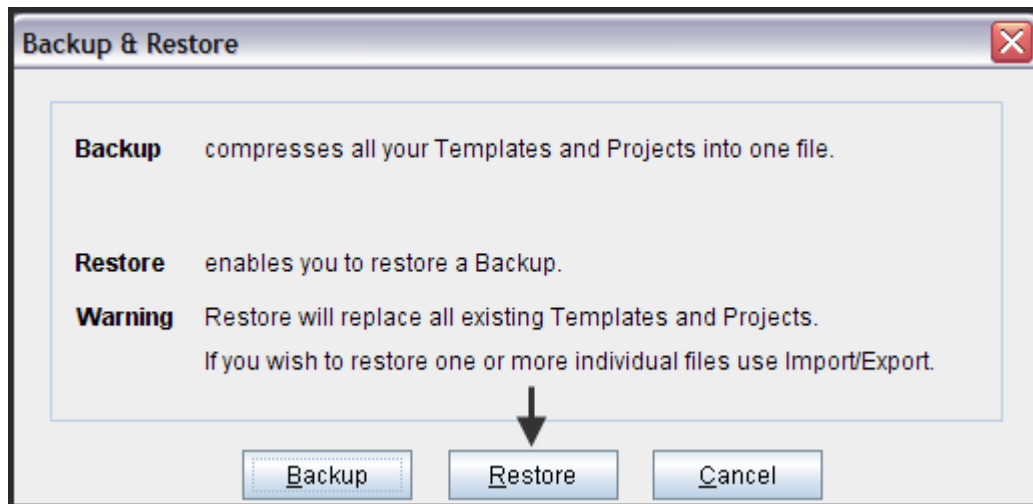 Backup & Restore
Backup compresses all your Templates and Projects into one file.
Restore enables you to restore a Backup.
Warning Restore will replace all existing Templates and Projects.
If you wish to restore one or more individual files use Import/Export.
Backup Restore Cancel